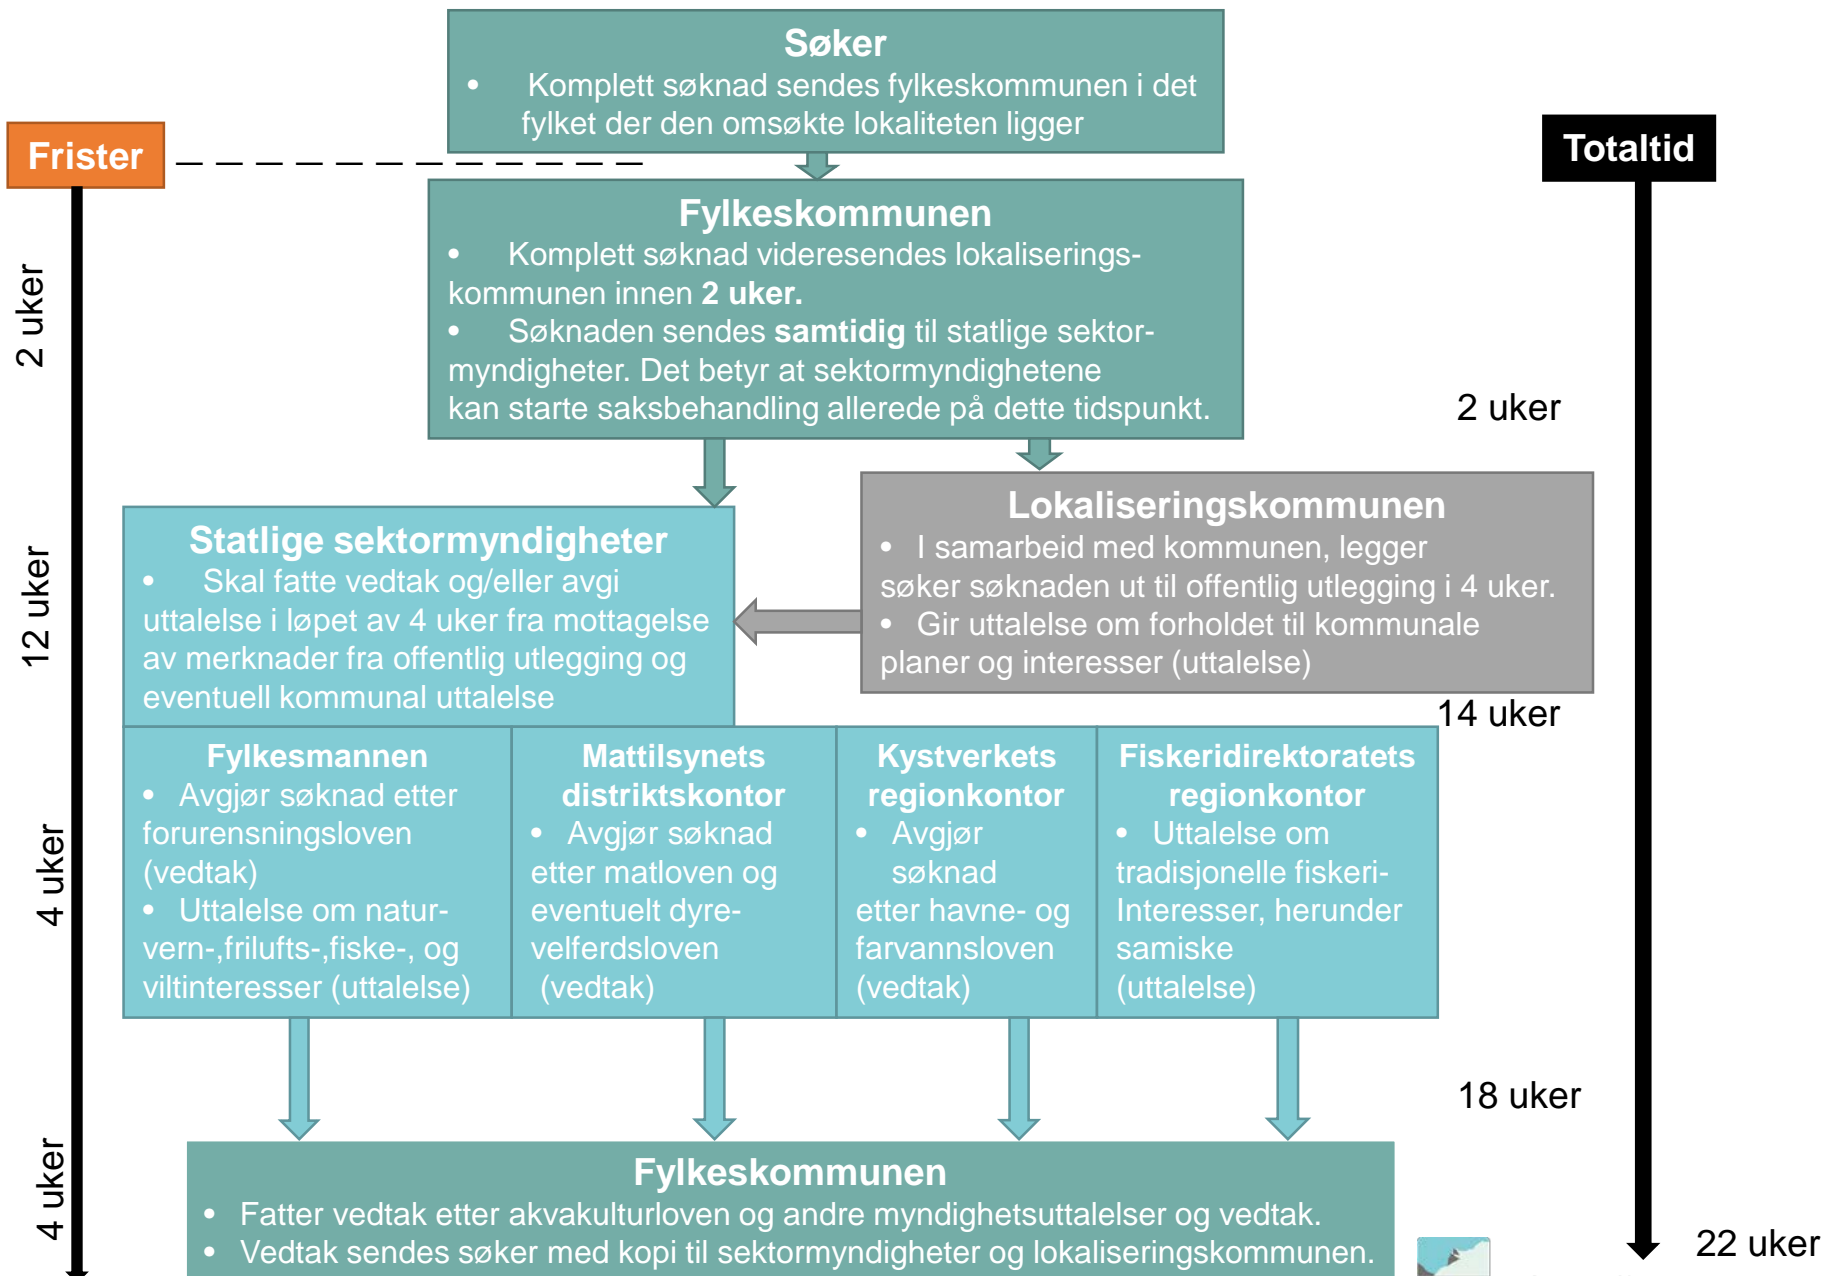 Søker
• Komplett søknad sendes fylkeskommunen i det
fylket der den omsøkte lokaliteten ligger
Frister
Totaltid
Fylkeskommunen
• Komplett søknad videresendes lokaliserings-
kommunen innen 2 uker.
• Søknaden sendes samtidig til statlige sektor-
myndigheter. Det betyr at sektormyndighetene
kan starte saksbehandling allerede på dette tidspunkt.
2 uker
2 uker
Lokaliseringskommunen
• I samarbeid med kommunen, legger
søker søknaden ut til offentlig utlegging i 4 uker.
• Gir uttalelse om forholdet til kommunale
planer og interesser (uttalelse)
Statlige sektormyndigheter
• Skal fatte vedtak og/eller avgi
uttalelse i løpet av 4 uker fra mottagelse
av merknader fra offentlig utlegging og
eventuell kommunal uttalelse
12 uker
14 uker
Fylkesmannen
• Avgjør søknad etter
forurensningsloven
(vedtak)
• Uttalelse om natur-
vern-,frilufts-,fiske-, og
viltinteresser (uttalelse)
Mattilsynets
distriktskontor
• Avgjør søknad
etter matloven og
eventuelt dyre-
velferdsloven
(vedtak)
Kystverkets
regionkontor
• Avgjør
søknad
etter havne- og
farvannsloven
(vedtak)
Fiskeridirektoratets
regionkontor
• Uttalelse om
tradisjonelle fiskeri-
Interesser, herunder
samiske
(uttalelse)
4 uker
18 uker
Fylkeskommunen
• Fatter vedtak etter akvakulturloven og andre myndighetsuttalelser og vedtak.
• Vedtak sendes søker med kopi til sektormyndigheter og lokaliseringskommunen.
4 uker
22 uker